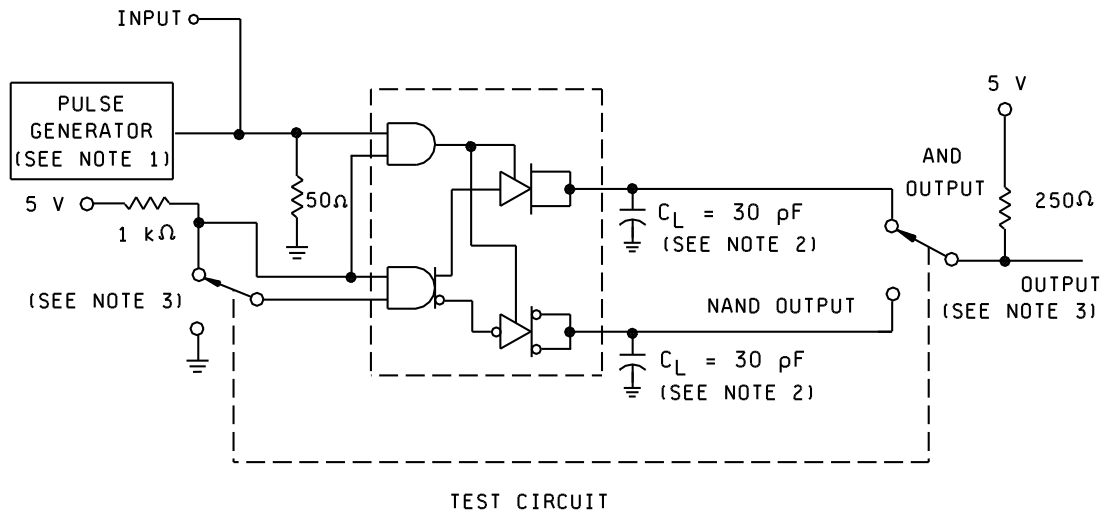 INPUT
PULSE
GENERATOR
(SEE NOTE 1)
5 V
1 kΩ
50Ω
(SEE NOTE 3)
C_L = 30 pF
(SEE NOTE 2)
NAND OUTPUT
C_L = 30 pF
(SEE NOTE 2)
AND
OUTPUT
5 V
250Ω
OUTPUT
(SEE NOTE 3)
TEST CIRCUIT